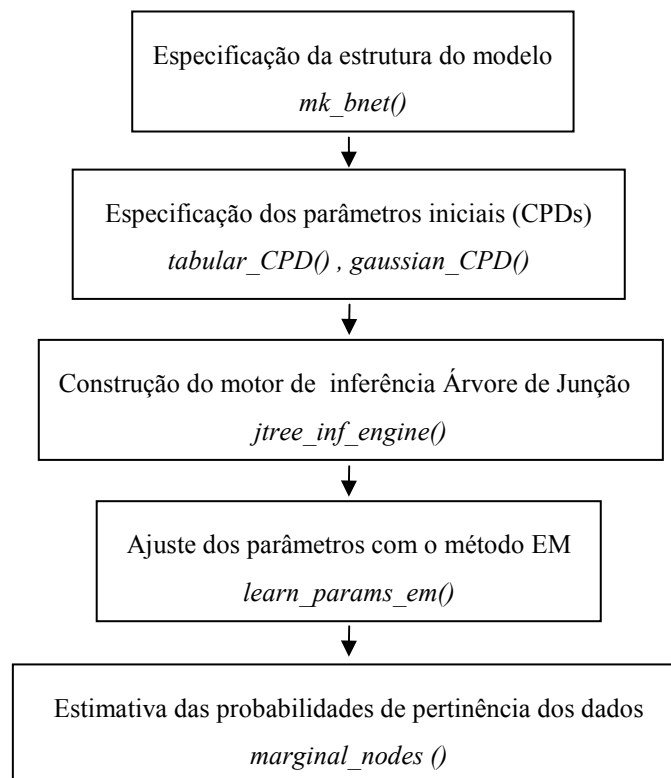 Especificação da estrutura do modelo
mk_bnet()
Especificação dos parâmetros iniciais (CPDs)
tabular_CPD() , gaussian_CPD()
Construção do motor de inferência Árvore de Junção
jtree_inf_engine()
Ajuste dos parâmetros com o método EM
learn_params_em()
Estimativa das probabilidades de pertinência dos dados
marginal_nodes ()